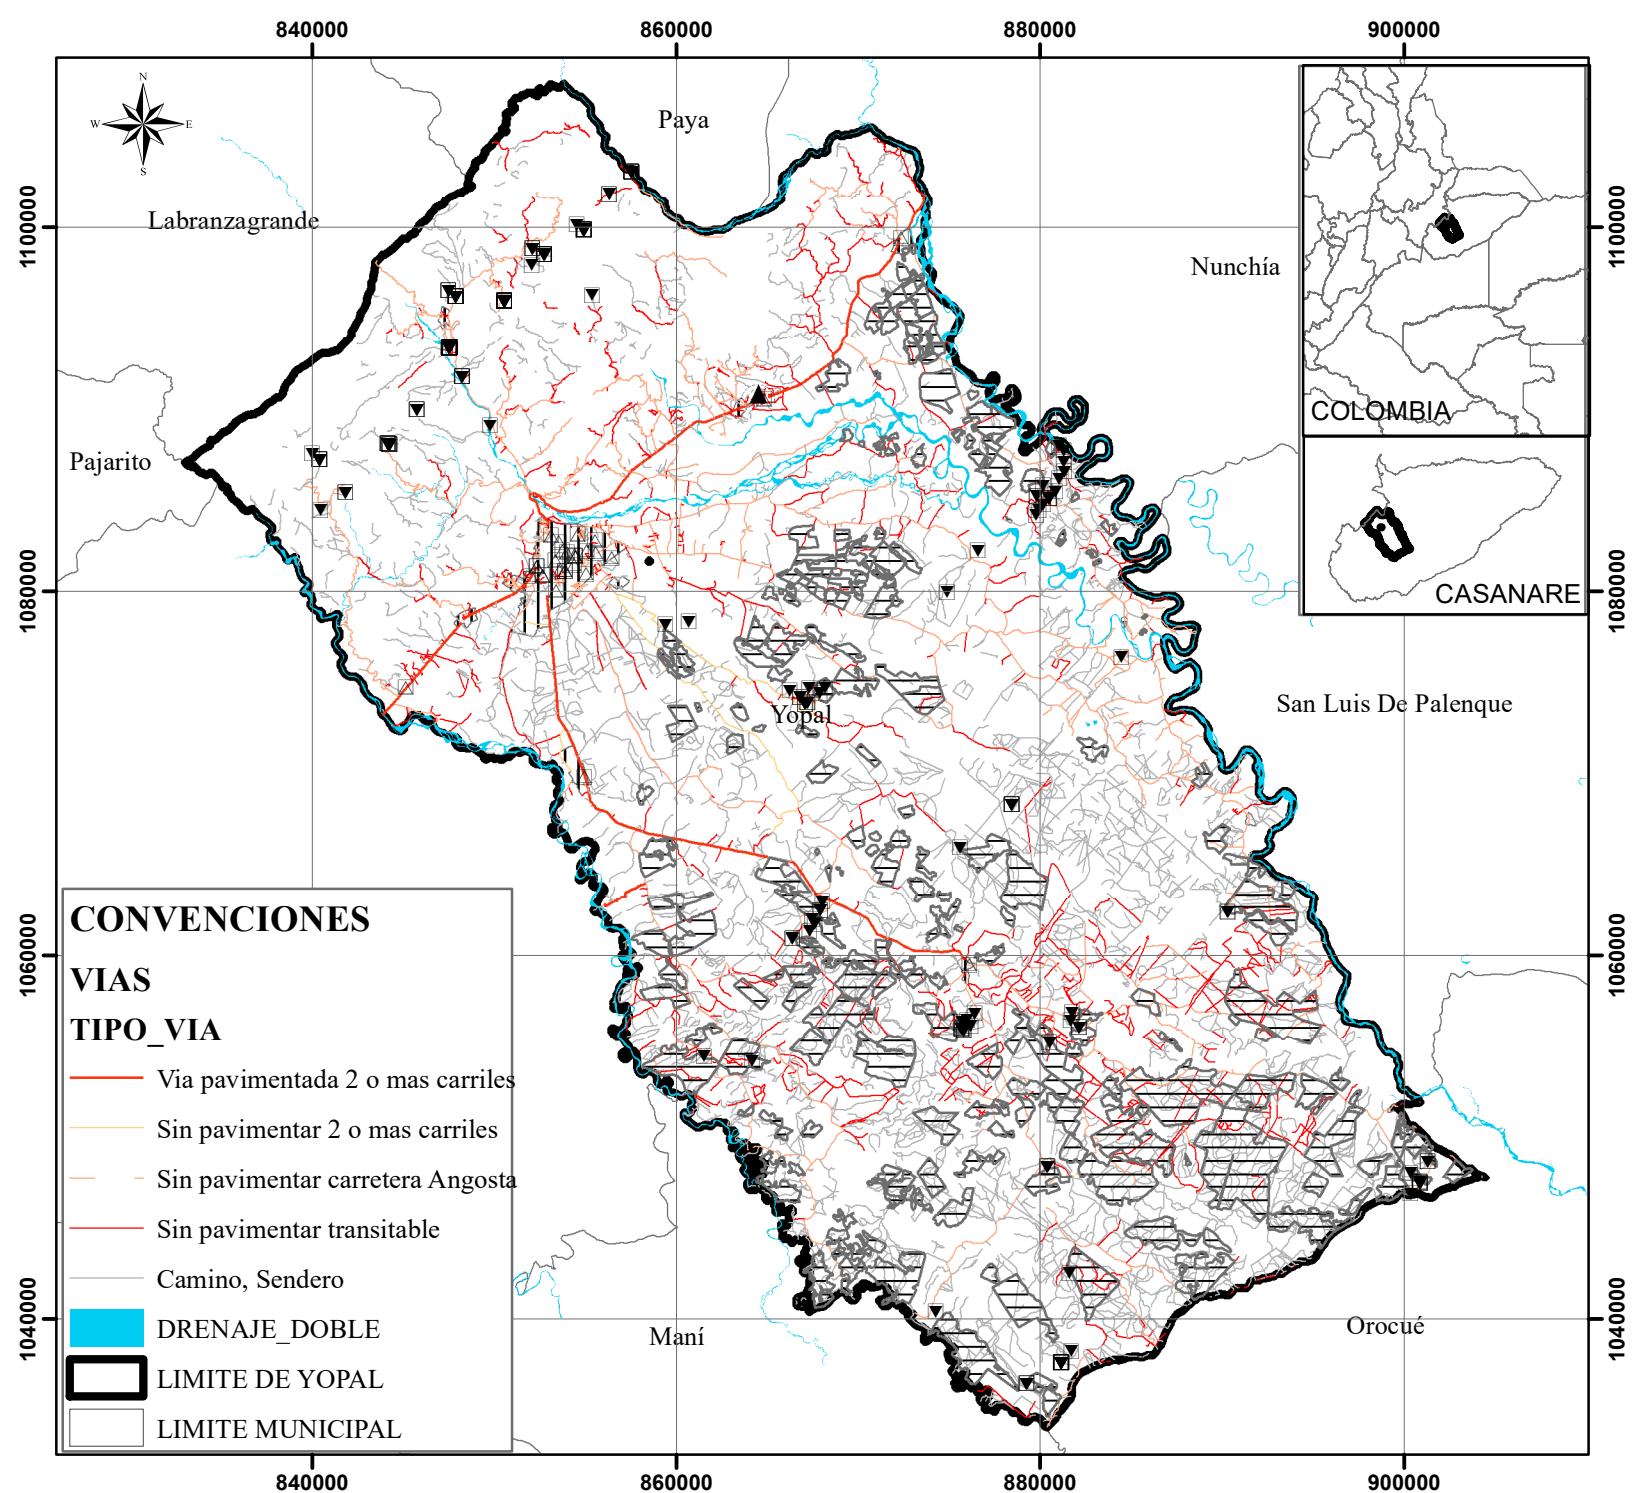 840000
860000
880000
900000
N
W
E
S
Paya
Labranzagrande
1100000
1100000
Nunchía
COLOMBIA
Pajarito
1080000
1080000
CASANARE
San Luis De Palenque
Yopal
CONVENCIONES
VIAS
TIPO_VIA
Via pavimentada 2 o mas carriles
Sin pavimentar 2 o mas carriles
Sin pavimentar carretera Angosta
Sin pavimentar transitable
Camino, Sendero
DRENAJE_DOBLE
LIMITE DE YOPAL
LIMITE MUNICIPAL
1060000
1060000
1040000
1040000
Maní
Orocué
840000
860000
880000
900000